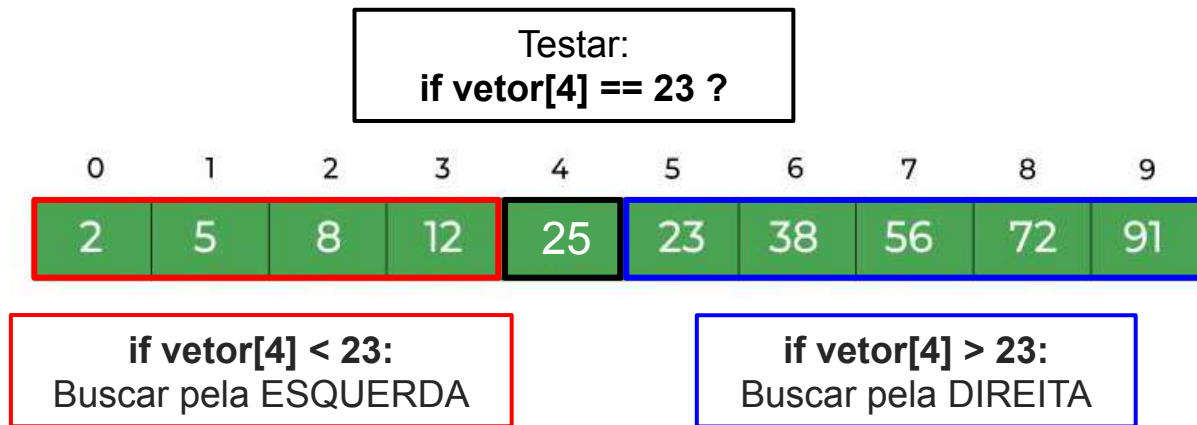 Testar:
if vetor[4] == 23 ?
0 1 2 3 4 5 6 7 8 9
2 5 8 12 25 23 38 56 72 91
if vetor[4] < 23:
Buscar pela ESQUERDA
if vetor[4] > 23:
Buscar pela DIREITA